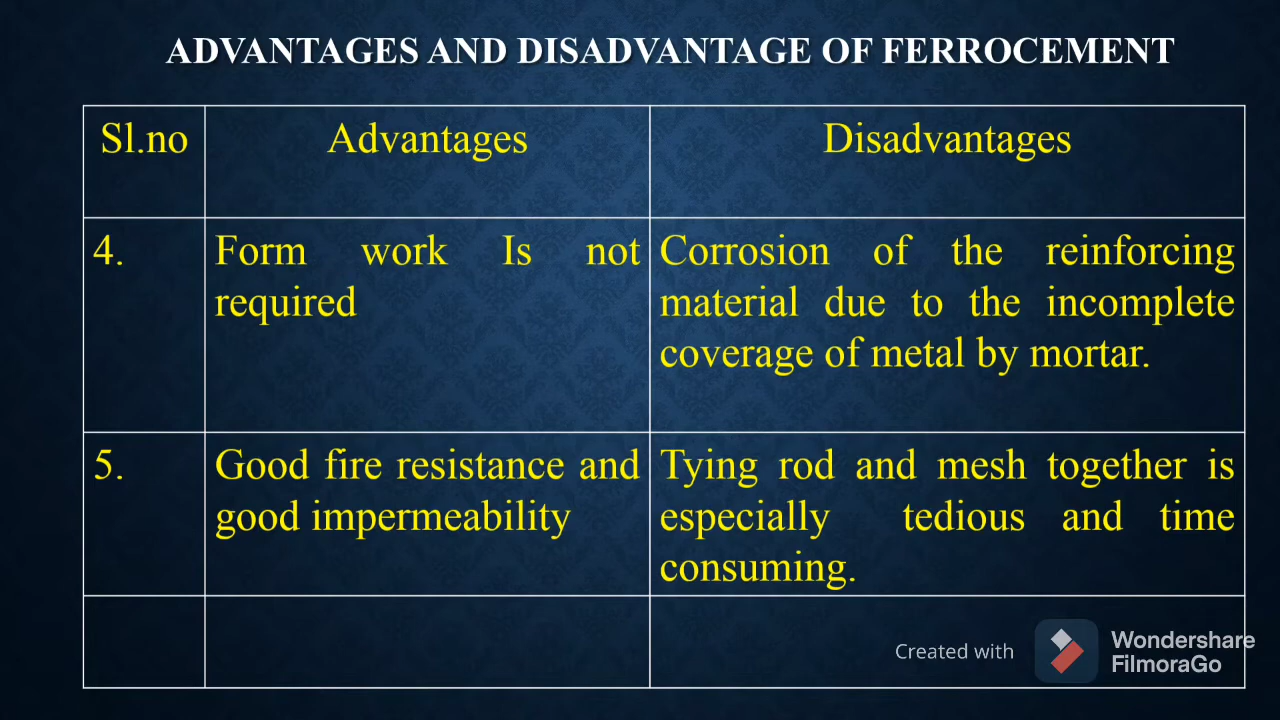 ADVANTAGES AND DISADVANTAGE OF FERROCEMENT
Sl.no
Advantages
Disadvantages
4.
Form work Is not
required
Corrosion of the reinforcing
material due to the incomplete
coverage of metal by mortar.
5.
Good fire resistance and
good impermeability
Tying rod and mesh together is
especially tedious and time
consuming.
Created with
Wondershare
FilmoraGo